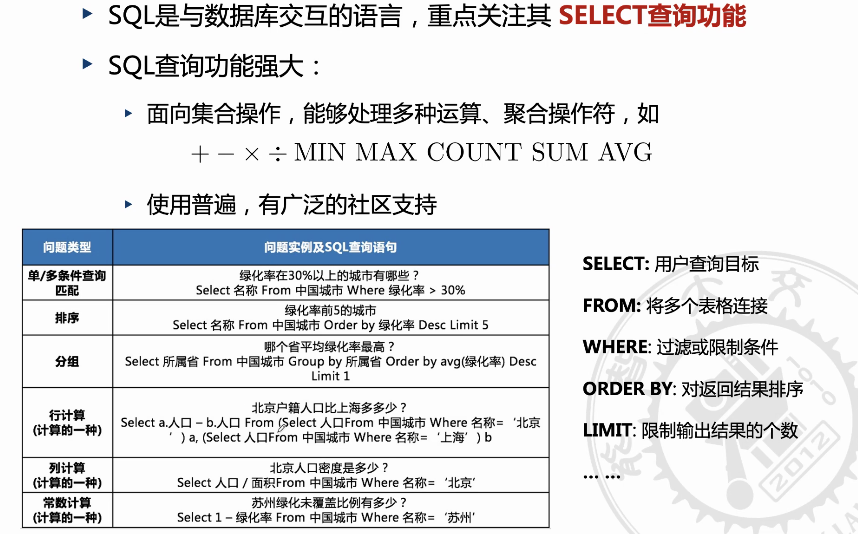 SQL是与数据库交互的语言，重点关注其 SELECT查询功能
SQL查询功能强大：
面向集合操作，能够处理多种运算、聚合操作符，如
+ − × ÷ MIN MAX COUNT SUM AVG
使用普遍，有广泛的社区支持
问题类型
问题实例及SQL查询语句
单/多条件查询
匹配
绿化率在30%以上的城市有哪些？
Select 名称 From 中国城市 Where 绿化率 > 30%
排序
绿化率前5的城市
Select 名称 From 中国城市 Order by 绿化率 Desc Limit 5
分组
哪个省平均绿化率最高？
Select 所属省 From 中国城市 Group by 所属省 Order by avg(绿化率) Desc
Limit 1
行计算
(计算的一种)
北京户籍人口比上海多多少？
Select a.人口 – b.人口 From (Select 人口From 中国城市 Where 名称=‘北京
’) a, (Select 人口From 中国城市 Where 名称=‘上海’) b
列计算
(计算的一种)
北京人口密度是多少？
Select 人口 / 面积From 中国城市 Where 名称=‘北京’
常数计算
(计算的一种)
苏州绿化未覆盖比例有多少？
Select 1 – 绿化率 From 中国城市 Where 名称=‘苏州’
SELECT: 用户查询目标
FROM: 将多个表格连接
WHERE: 过滤或限制条件
ORDER BY: 对返回结果排序
LIMIT: 限制输出结果的个数
... ...
2012